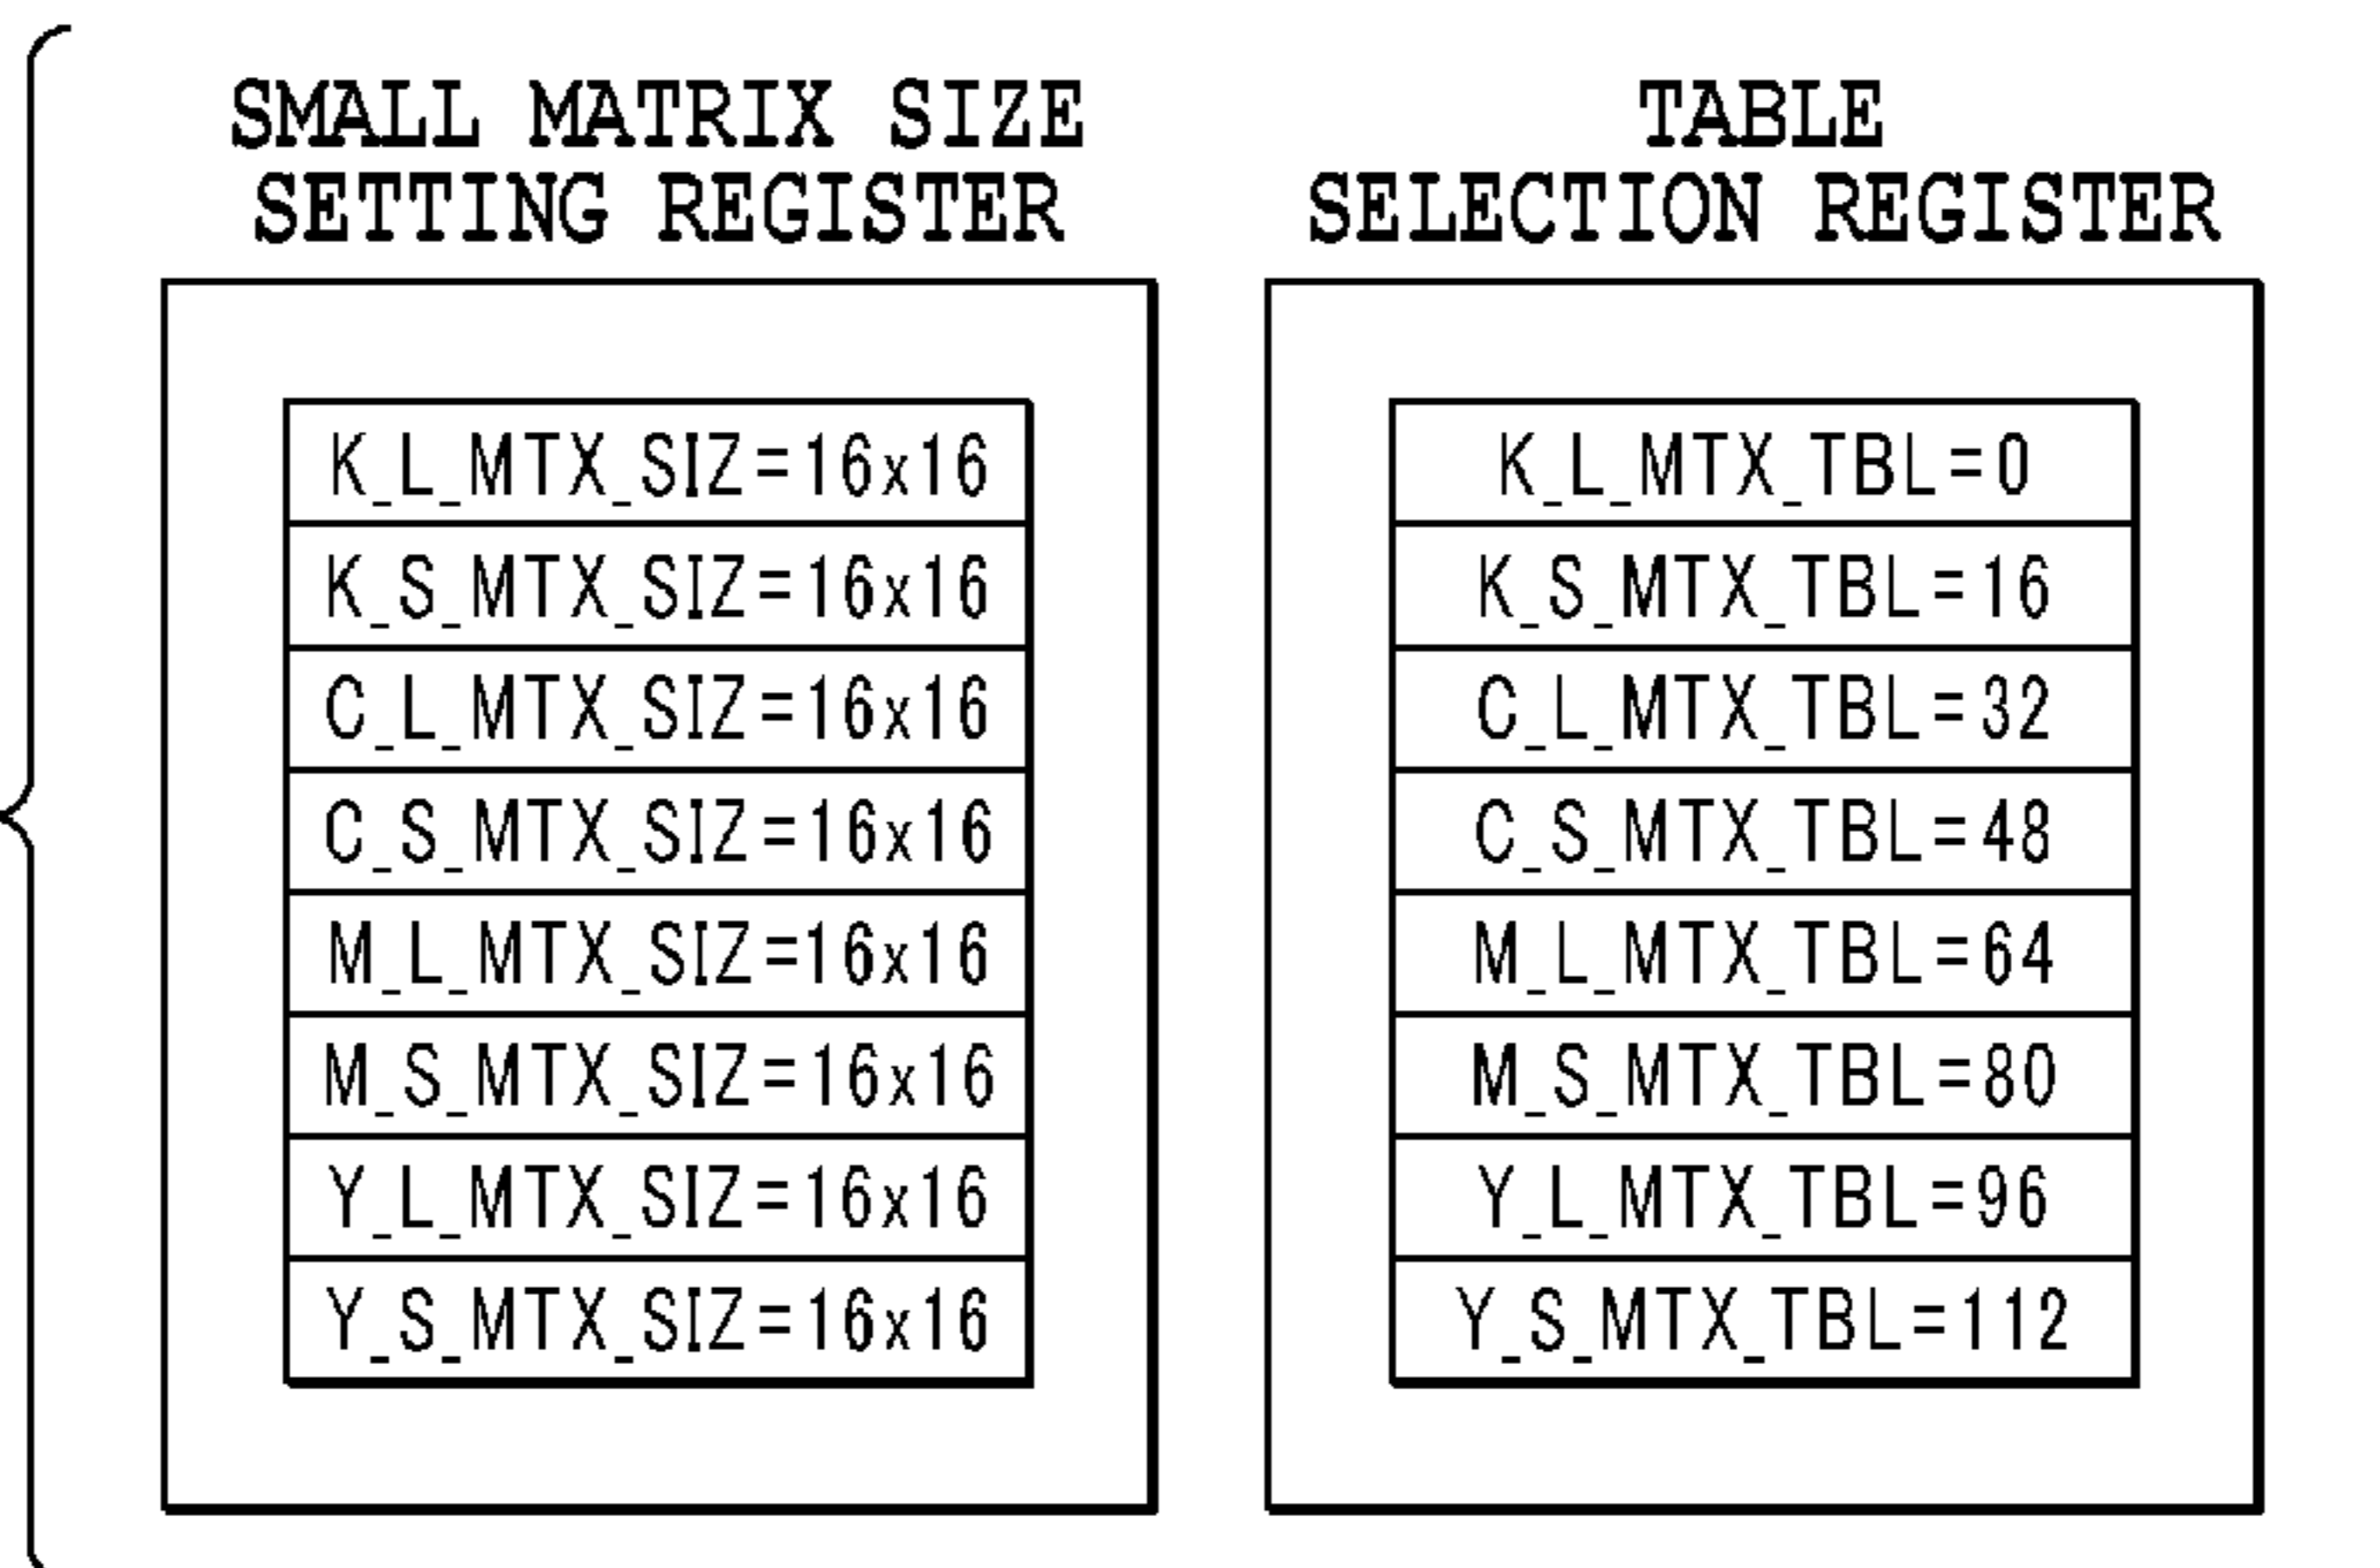 SMALL MATRIX SIZE
SETTING REGISTER
K_L_MTX_SIZ=16x16
K_S_MTX_SIZ=16x16
C_L_MTX_SIZ=16x16
C_S_MTX_SIZ=16x16
M_L_MTX_SIZ=16x16
M_S_MTX_SIZ=16x16
Y_L_MTX_SIZ=16x16
Y_S_MTX_SIZ=16x16
TABLE
SELECTION REGISTER
K_L_MTX_TBL=0
K_S_MTX_TBL=16
C_L_MTX_TBL=32
C_S_MTX_TBL=48
M_L_MTX_TBL=64
M_S_MTX_TBL=80
Y_L_MTX_TBL=96
Y_S_MTX_TBL=112